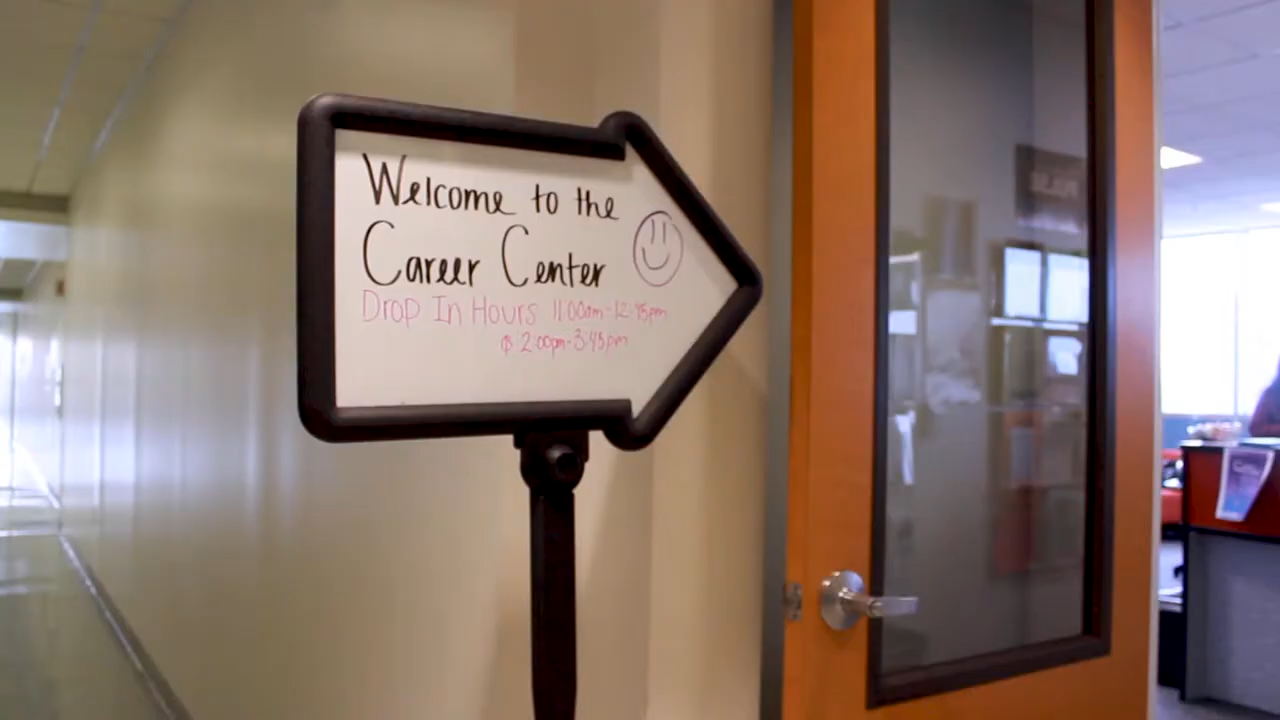 Welcome to the
Career Center
Drop In Hours 11:00am-12:45pm
& 2:00pm-3:45pm